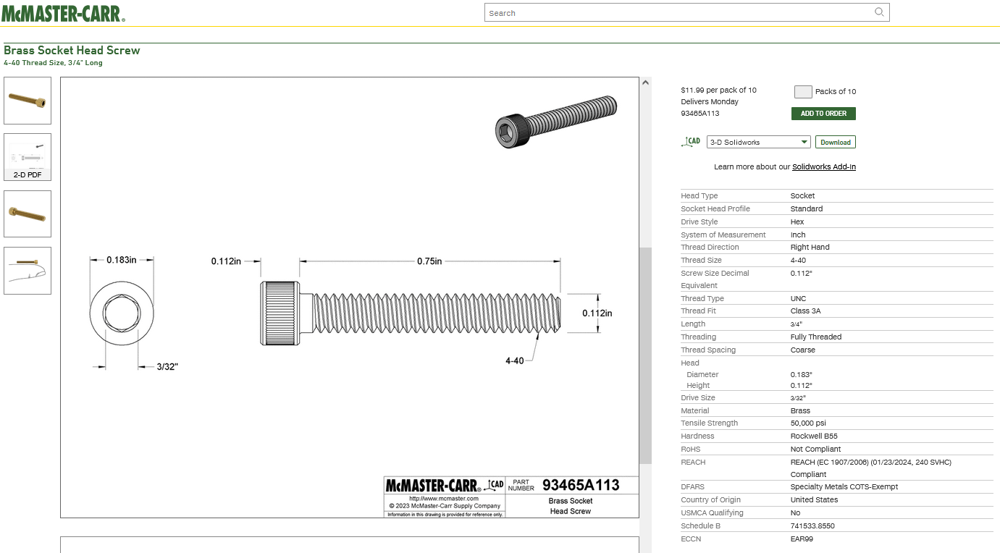 McMASTER-CARR®
Search
Brass Socket Head Screw
4-40 Thread Size, 3/4" Long
2-D PDF
0.183in
0.112in
0.75in
0.112in
4-40
3/32"
McMASTER-CARR® CAD
PART NUMBER
93465A113
http://www.mcmaster.com
© 2023 McMaster-Carr Supply Company
Information in this drawing is provided for reference only.
Brass Socket
Head Screw
$11.99 per pack of 10
Packs of 10
Delivers Monday
93465A113
ADD TO ORDER
CAD
3-D Solidworks
Download
Learn more about our Solidworks Add-In
Head Type Socket
Socket Head Profile Standard
Drive Style Hex
System of Measurement Inch
Thread Direction Right Hand
Thread Size 4-40
Screw Size Decimal 0.112"
Equivalent
Thread Type UNC
Thread Fit Class 3A
Length 3/4"
Threading Fully Threaded
Thread Spacing Coarse
Head
Diameter 0.183"
Height 0.112"
Drive Size 3/32"
Material Brass
Tensile Strength 50,000 psi
Hardness Rockwell B55
RoHS Not Compliant
REACH REACH (EC 1907/2006) (01/23/2024, 240 SVHC)
Compliant
DFARS Specialty Metals COTS-Exempt
Country of Origin United States
USMCA Qualifying No
Schedule B 741533.8550
ECCN EAR99